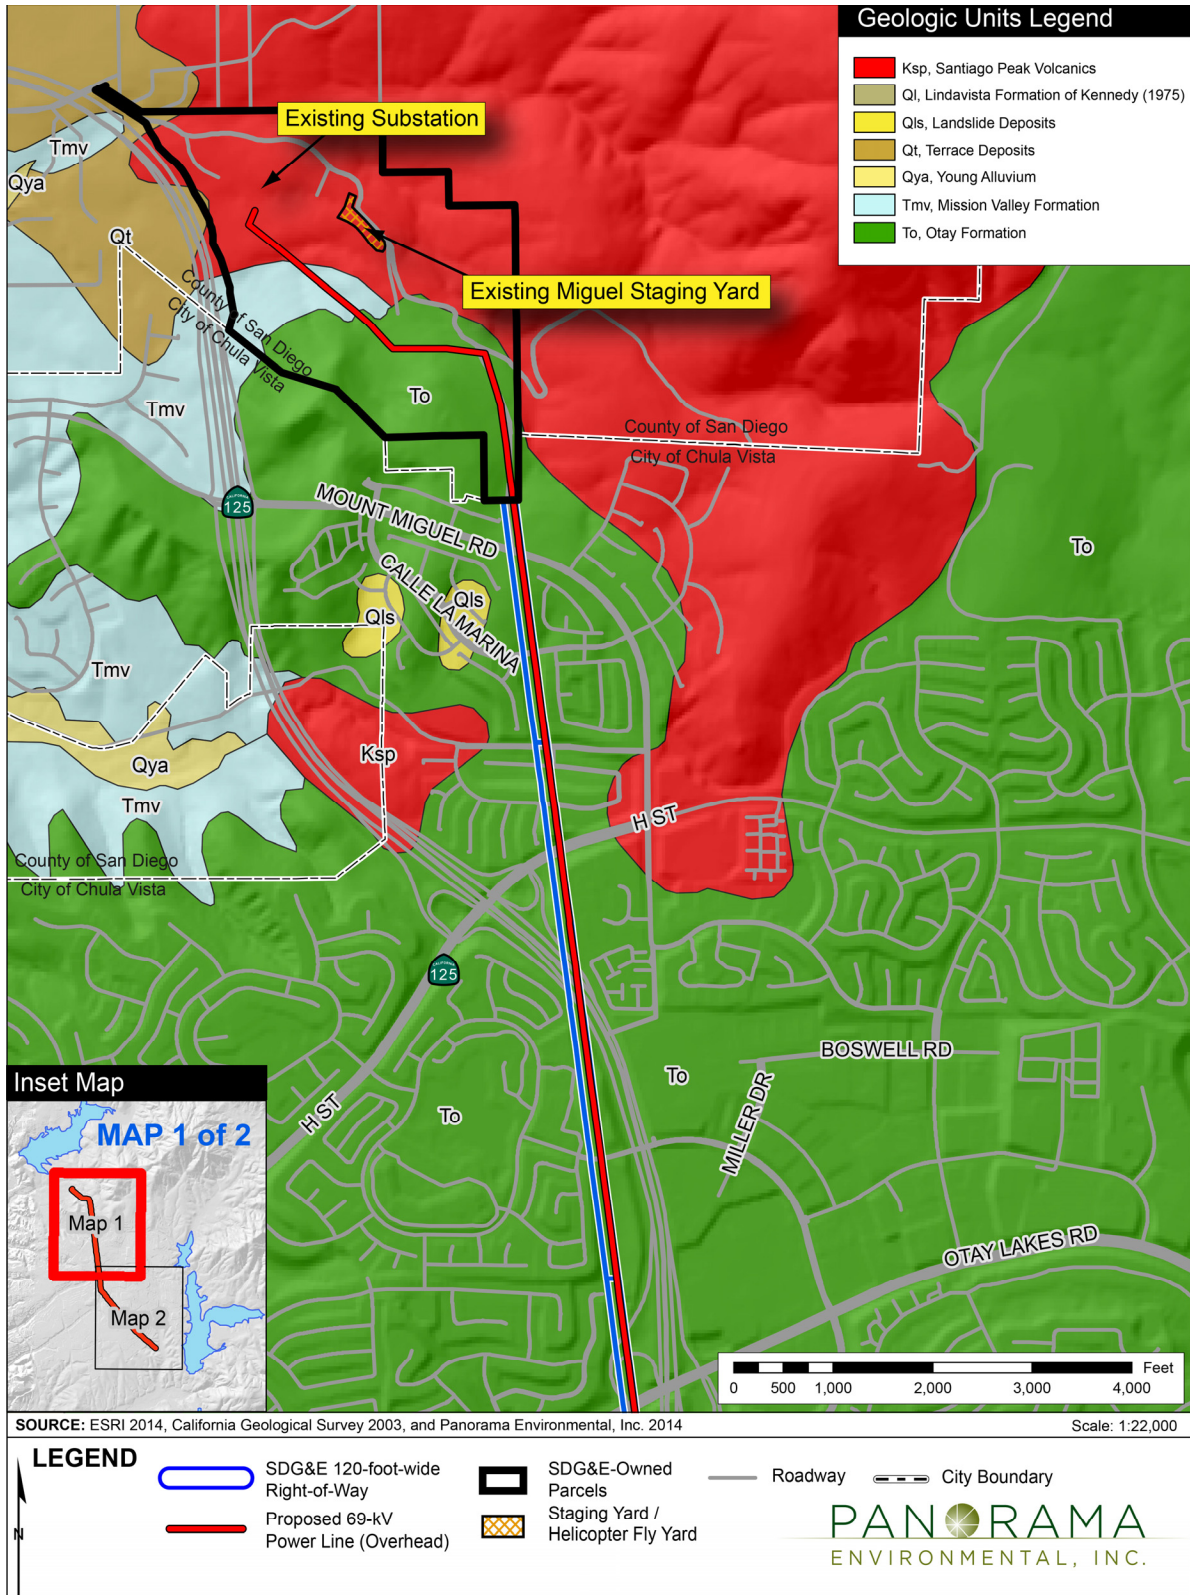 Geologic Units Legend
Ksp, Santiago Peak Volcanics
Ql, Lindavista Formation of Kennedy (1975)
Qls, Landslide Deposits
Qt, Terrace Deposits
Qya, Young Alluvium
Tmv, Mission Valley Formation
To, Otay Formation
Existing Substation
Tmv
Qya
Qt
Existing Miguel Staging Yard
County of San Diego
City of Chula Vista
To
Tmv
County of San Diego
City of Chula Vista
CALIFORNIA
125
MOUNT MIGUEL RD
To
CALLE LA MARINA
Qls
Qls
Tmv
Ksp
Qya
Tmv
H ST
County of San Diego
City of Chula Vista
CALIFORNIA
125
BOSWELL RD
To
MILLER DR
To
H ST
OTAY LAKES RD
Inset Map
MAP 1 of 2
Map 1
Map 2
Feet
0 500 1,000 2,000 3,000 4,000
SOURCE: ESRI 2014, California Geological Survey 2003, and Panorama Environmental, Inc. 2014
Scale: 1:22,000
LEGEND
N
SDG&E 120-foot-wide
Right-of-Way
Proposed 69-kV
Power Line (Overhead)
SDG&E-Owned
Parcels
Staging Yard /
Helicopter Fly Yard
Roadway
City Boundary
PANORAMA
ENVIRONMENTAL, INC.